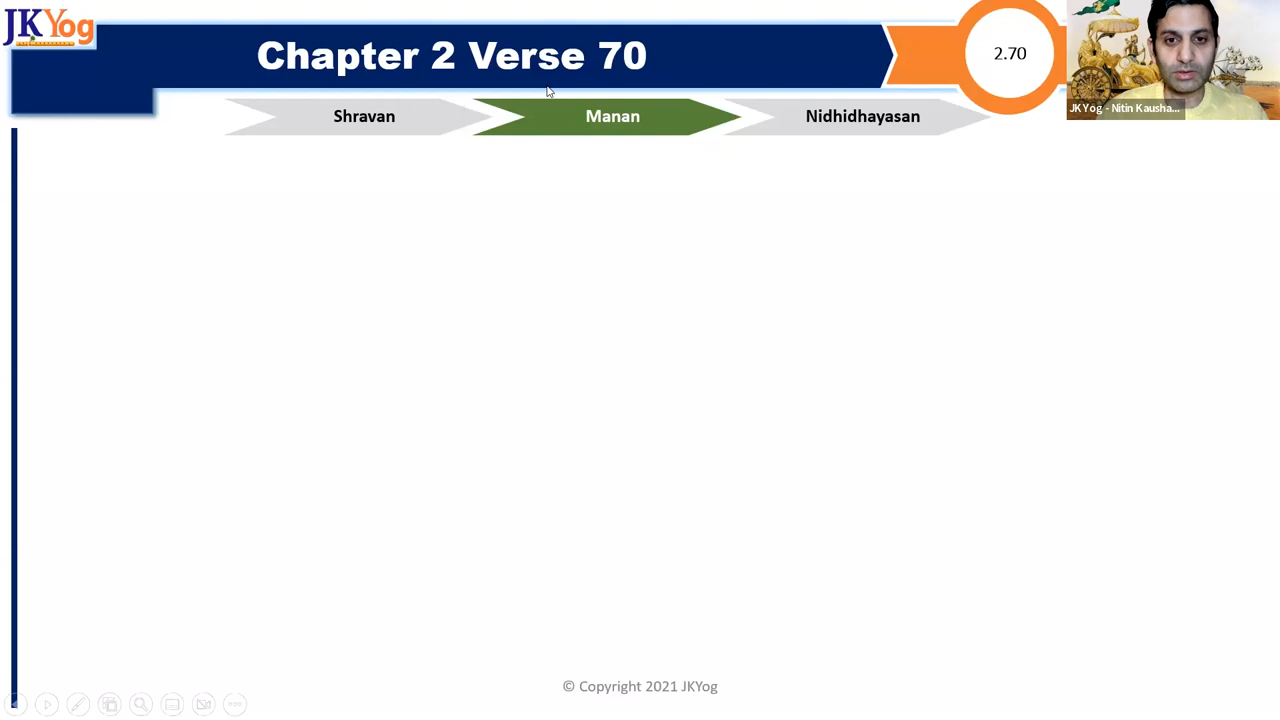 JKYog
Chapter 2 Verse 70
2.70
JKYog - Nitin Kausha...
Shravan
Manan
Nidhidhayasan
© Copyright 2021 JKYog